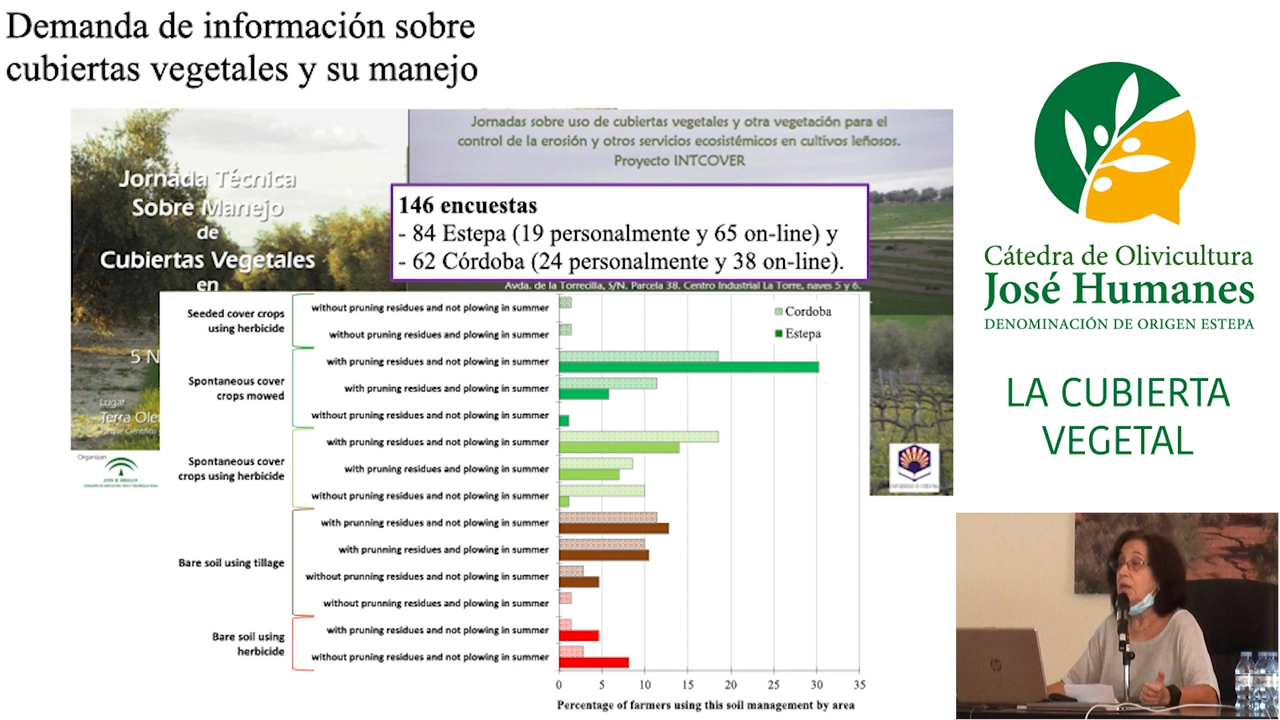 Demanda de información sobre
cubiertas vegetales y su manejo
Jornada Técnica
Sobre Manejo
de
Cubiertas Vegetales
en
5 N
Lugar
Terra Ole
Organizan
Jornadas sobre uso de cubiertas vegetales y otra vegetación para el
control de la erosión y otros servicios ecosistémicos en cultivos leñosos.
Proyecto INTCOVER
146 encuestas
- 84 Estepa (19 personalmente y 65 on-line) y
- 62 Córdoba (24 personalmente y 38 on-line).
Avda. de la Torrecilla, S/N. Parcela 38. Centro Industrial La Torre, naves 5 y 6.
Seeded cover crops
using herbicide
without pruning residues and not plowing in summer
without pruning residues and plowing in summer
Spontaneous cover
crops mowed
with pruning residues and not plowing in summer
with pruning residues and plowing in summer
without pruning residues and plowing in summer
Spontaneous cover
crops using herbicide
with pruning residues and not plowing in summer
with pruning residues and plowing in summer
without pruning residues and plowing in summer
Bare soil using tillage
with prunning residues and not plowing in summer
with prunning residues and plowing in summer
without prunning residues and not plowing in summer
without prunning residues and plowing in summer
Bare soil using
herbicide
with pruning residues and not plowing in summer
without pruning residues and not plowing in summer
Cordoba
Estepa
0 5 10 15 20 25 30 35
Percentage of farmers using this soil management by area
Cátedra de Olivicultura
José Humanes
DENOMINACIÓN DE ORIGEN ESTEPA
LA CUBIERTA
VEGETAL
hp